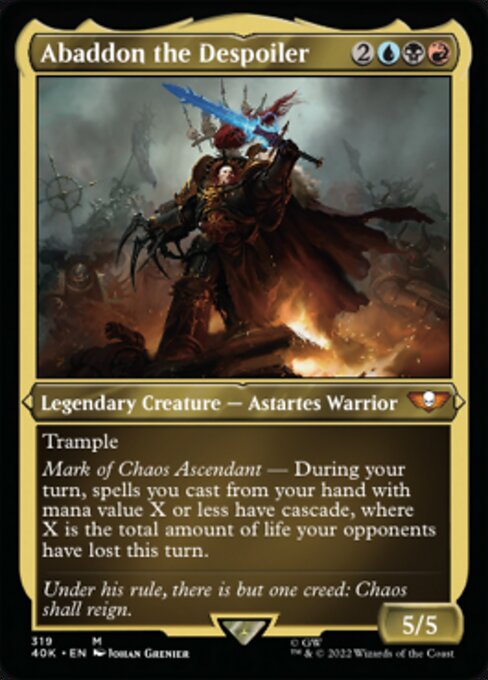 Abaddon the Despoiler 2
Legendary Creature — Astartes Warrior
Trample
Mark of Chaos Ascendant — During your
turn, spells you cast from your hand with
mana value X or less have cascade, where
X is the total amount of life your opponents
have lost this turn.
Under his rule, there is but one creed: Chaos
shall reign.
5/5
319 M
40K • EN Johan Grenier
© GW
™ & © 2022 Wizards of the Coast